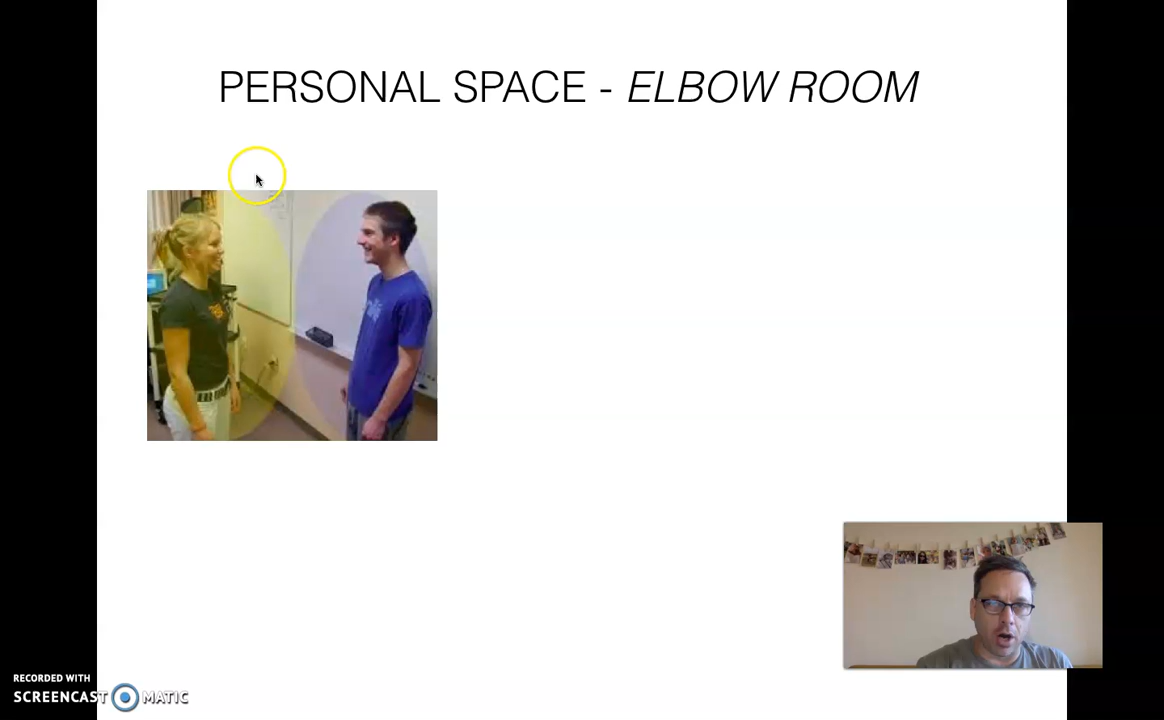 PERSONAL SPACE - ELBOW ROOM
RECORDED WITH
SCREENCAST MATIC